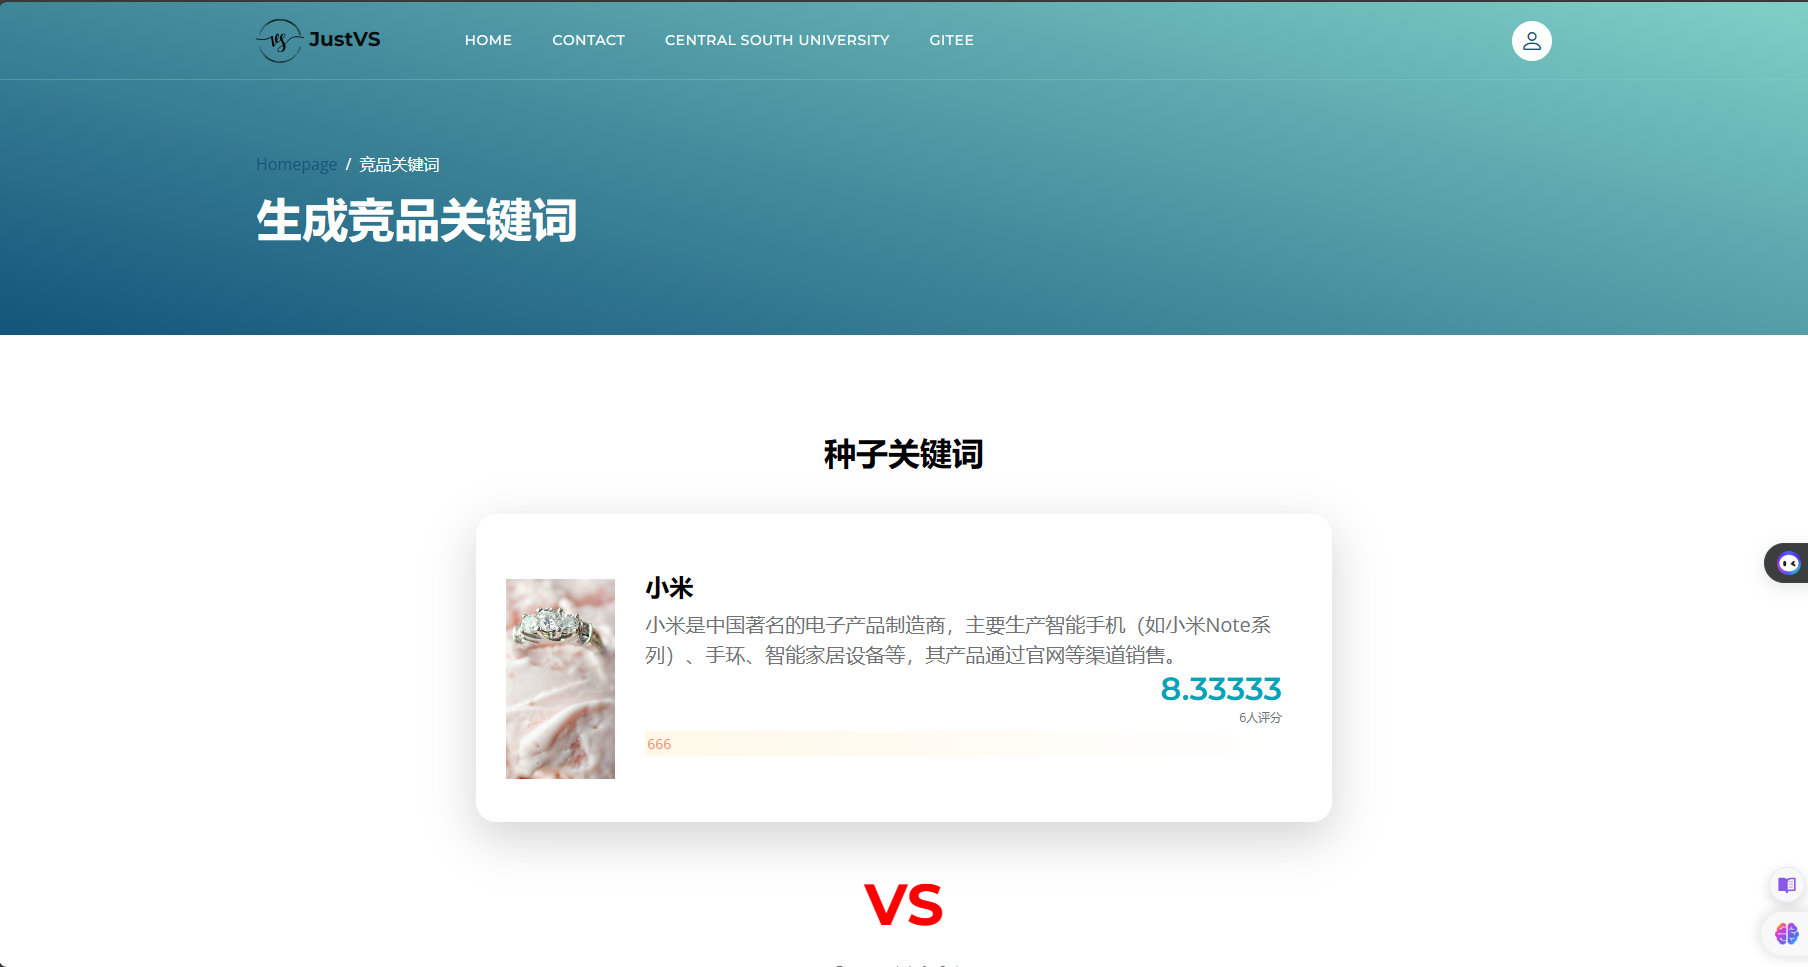 vs JustVS
HOME CONTACT CENTRAL SOUTH UNIVERSITY GITEE
Homepage / 竞品关键词
生成竞品关键词
种子关键词
小米
小米是中国著名的电子产品制造商，主要生产智能手机（如小米Note系
列）、手环、智能家居设备等，其产品通过官网等渠道销售。
8.33333
6人评分
666
VS